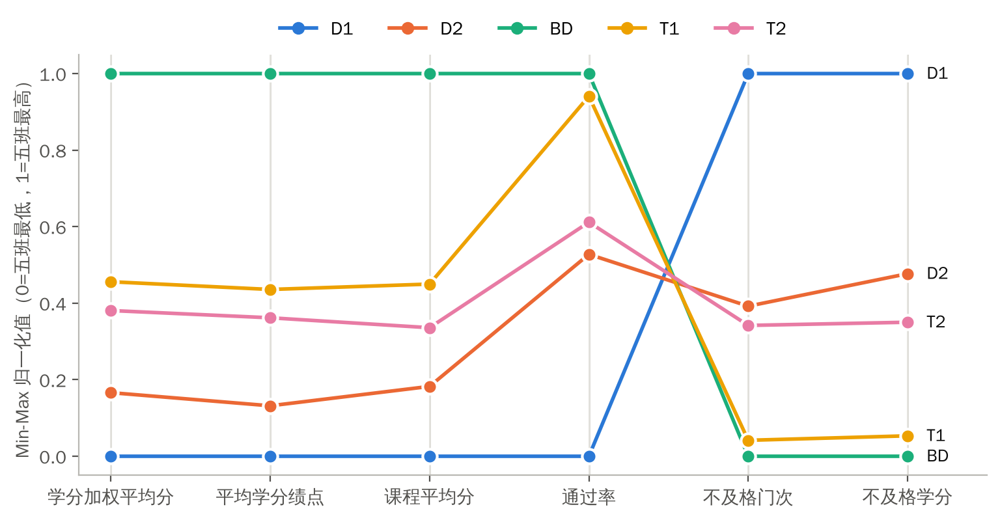 D1 D2 BD T1 T2
Min-Max 归一化值（0=五班最低，1=五班最高）
1.0
0.8
0.6
0.4
0.2
0.0
D1
D2
T2
T1
BD
学分加权平均分 平均学分绩点 课程平均分 通过率 不及格门次 不及格学分